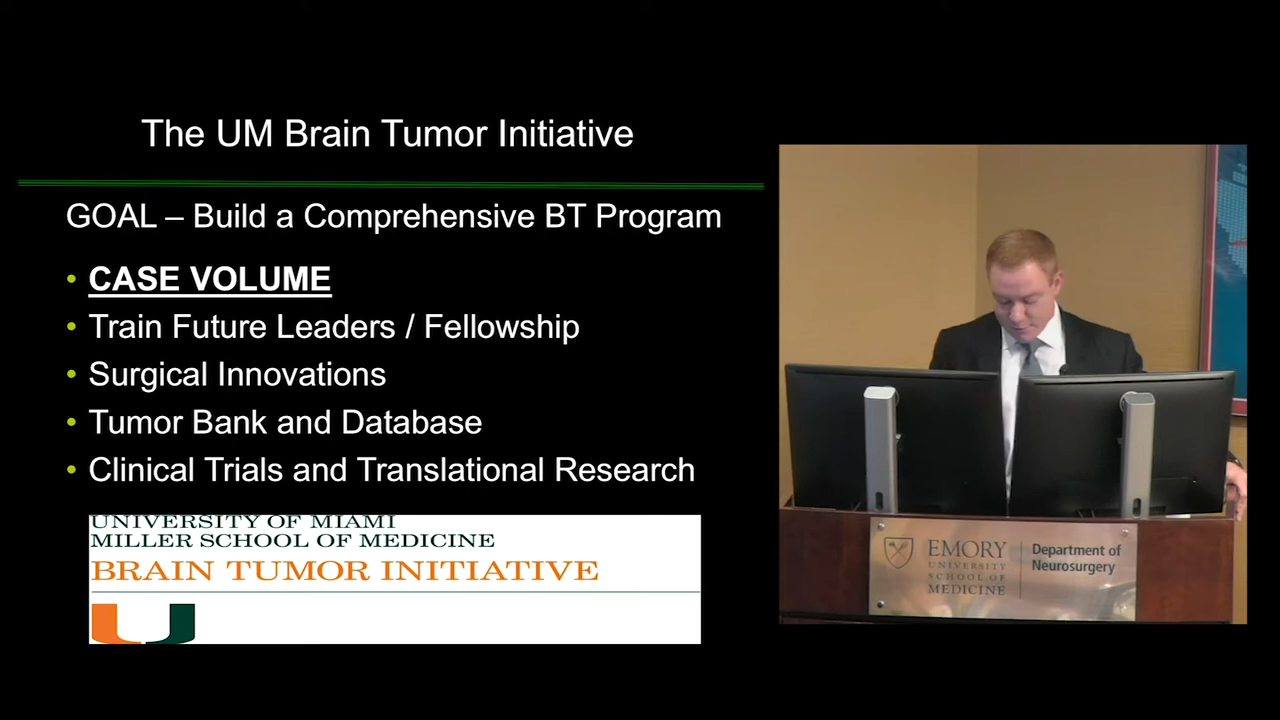 The UM Brain Tumor Initiative
GOAL – Build a Comprehensive BT Program
• CASE VOLUME
• Train Future Leaders / Fellowship
• Surgical Innovations
• Tumor Bank and Database
• Clinical Trials and Translational Research
UNIVERSITY OF MIAMI
MILLER SCHOOL OF MEDICINE
BRAIN TUMOR INITIATIVE
U
EMORY
UNIVERSITY
SCHOOL OF
MEDICINE
Department of
Neurosurgery